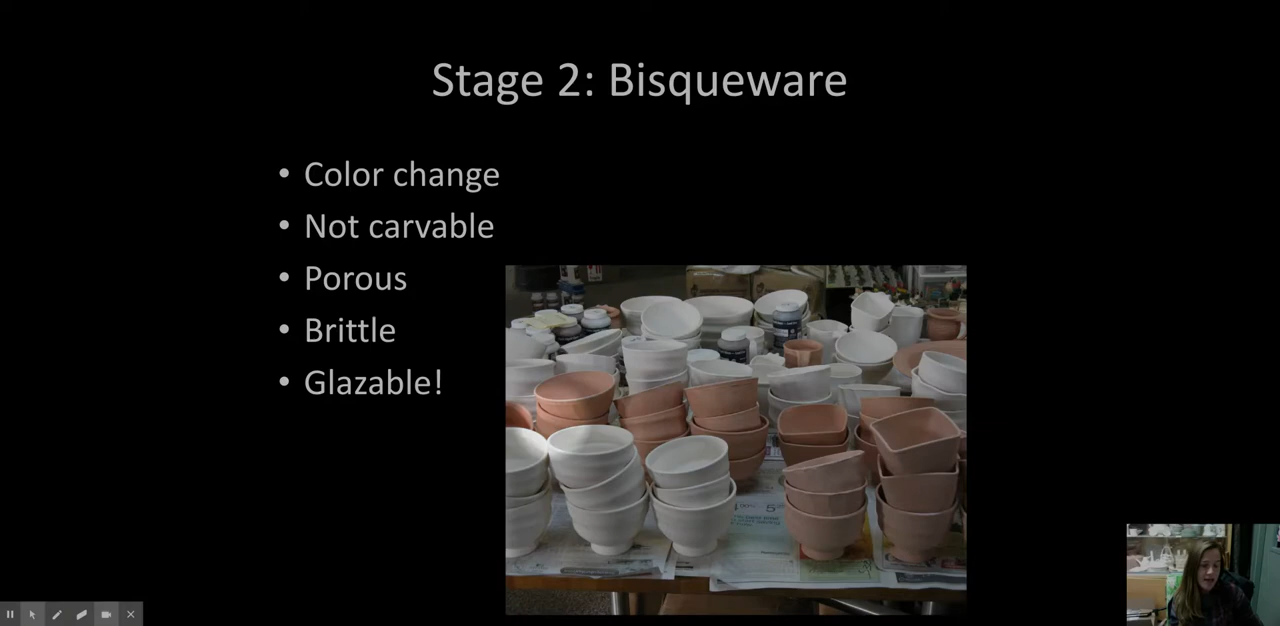 Stage 2: Bisqueware
• Color change
• Not carvable
• Porous
• Brittle
• Glazable!